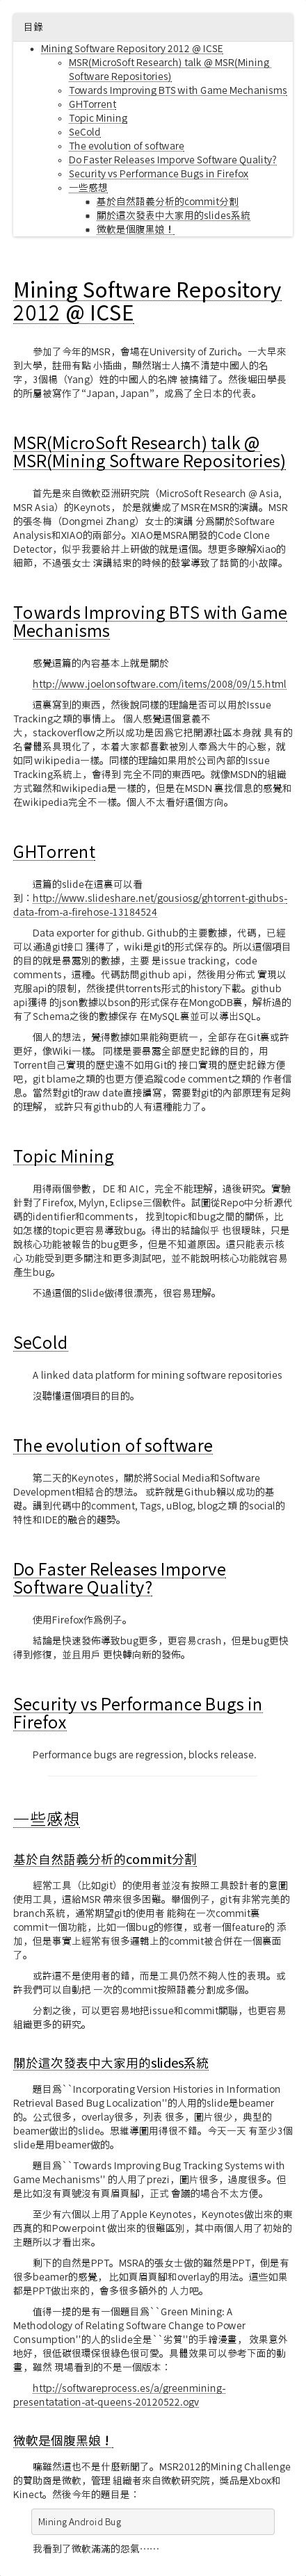 目錄
Mining Software Repository 2012 @ ICSE
MSR(MicroSoft Research) talk @ MSR(Mining
Software Repositories)
Towards Improving BTS with Game Mechanisms
GHTorrent
Topic Mining
SeCold
The evolution of software
Do Faster Releases Imporve Software Quality?
Security vs Performance Bugs in Firefox
一些感想
基於自然語義分析的commit分割
關於這次發表中大家用的slides系統
微軟是個腹黑娘！
Mining Software Repository
2012 @ ICSE
參加了今年的MSR，會場在University of Zurich。一大早來
到大學，註冊有點 小插曲，顯然瑞士人搞不清楚中國人的名
字，3個楊（Yang）姓的中國人的名牌 被搞錯了。然後堀田學長
的所屬被寫作了“Japan, Japan”，成爲了全日本的代表。
MSR(MicroSoft Research) talk @
MSR(Mining Software Repositories)
首先是來自微軟亞洲研究院（MicroSoft Research @ Asia,
MSR Asia）的Keynots， 於是就變成了MSR在MSR的演講。MSR
的張冬梅（Dongmei Zhang）女士的演講 分爲關於Software
Analysis和XIAO的兩部分。XIAO是MSRA開發的Code Clone
Detector，似乎我要給井上研做的就是這個。想更多瞭解Xiao的
細節，不過張女士 演講結束的時候的鼓掌導致了話筒的小故障。
Towards Improving BTS with Game
Mechanisms
感覺這篇的內容基本上就是關於
http://www.joelonsoftware.com/items/2008/09/15.html
這裏寫到的東西，然後說同樣的理論是否可以用於Issue
Tracking之類的事情上。 個人感覺這個意義不
大，stackoverflow之所以成功是因爲它把開源社區本身就 具有的
名譽體系具現化了，本着大家都喜歡被別人奉爲大牛的心態，就
如同 wikipedia一樣。同樣的理論如果用於公司內部的Issue
Tracking系統上，會得到 完全不同的東西吧。就像MSDN的組織
方式雖然和wikipedia是一樣的，但是在MSDN 裏找信息的感覺和
在wikipedia完全不一樣。個人不太看好這個方向。
GHTorrent
這篇的slide在這裏可以看
到：http://www.slideshare.net/gousiosg/ghtorrent-githubs-
data-from-a-firehose-13184524
Data exporter for github. Github的主要數據，代碼，已經
可以通過git接口 獲得了，wiki是git的形式保存的。所以這個項目
的目的就是暴露別的數據，主要 是issue tracking，code
comments，這種。代碼訪問github api，然後用分佈式 實現以
克服api的限制，然後提供torrents形式的history下載。github
api獲得 的json數據以bson的形式保存在MongoDB裏，解析過的
有了Schema之後的數據保存 在MySQL裏並可以導出SQL。
個人的想法，覺得數據如果能夠更統一，全部存在Git裏或許
更好，像Wiki一樣。 同樣是要暴露全部歷史記錄的目的，用
Torrent自己實現的歷史遠不如用Git的 接口實現的歷史記錄方便
吧，git blame之類的也更方便追蹤code comment之類的 作者信
息。當然對git的raw date直接讀寫，需要對git的內部原理有足夠
的理解， 或許只有github的人有這種能力了。
Topic Mining
用得兩個參數， DE 和 AIC，完全不能理解，過後研究。實驗
針對了Firefox, Mylyn, Eclipse三個軟件。試圖從Repo中分析源代
碼的identifier和comments， 找到topic和bug之間的關係，比
如怎樣的topic更容易導致bug。得出的結論似乎 也很曖昧，只是
說核心功能被報告的bug更多，但是不知道原因。這只能表示核
心 功能受到更多關注和更多測試吧，並不能說明核心功能就容易
產生bug。
不過這個的Slide做得很漂亮，很容易理解。
SeCold
A linked data platform for mining software repositories
沒聽懂這個項目的目的。
The evolution of software
第二天的Keynotes，關於將Social Media和Software
Development相結合的想法。 或許就是Github賴以成功的基
礎。講到代碼中的comment, Tags, uBlog, blog之類 的social的
特性和IDE的融合的趨勢。
Do Faster Releases Imporve
Software Quality?
使用Firefox作爲例子。
結論是快速發佈導致bug更多，更容易crash，但是bug更快
得到修復，並且用戶 更快轉向新的發佈。
Security vs Performance Bugs in
Firefox
Performance bugs are regression, blocks release.
一些感想
基於自然語義分析的commit分割
經常工具（比如git）的使用者並沒有按照工具設計者的意圖
使用工具，這給MSR 帶來很多困難。舉個例子，git有非常完美的
branch系統，通常期望git的使用者 能夠在一次commit裏
commit一個功能，比如一個bug的修復，或者一個feature的 添
加，但是事實上經常有很多邏輯上的commit被合併在一個裏面
了。
或許這不是使用者的錯，而是工具仍然不夠人性的表現。或
許我們可以自動把 一次的commit按照語義分割成多個。
分割之後，可以更容易地把issue和commit關聯，也更容易
組織更多的研究。
關於這次發表中大家用的slides系統
題目爲``Incorporating Version Histories in Information
Retrieval Based Bug Localization''的人用的slide是beamer
的。公式很多，overlay很多，列表 很多，圖片很少，典型的
beamer做出的slide。思維導圖用得很不錯。今天一天 有至少3個
slide是用beamer做的。
題目爲``Towards Improving Bug Tracking Systems with
Game Mechanisms'' 的人用了prezi，圖片很多，過度很多。但
是比如沒有頁號沒有頁眉頁腳，正式 會議的場合不太方便。
至少有六個以上用了Apple Keynotes，Keynotes做出來的東
西真的和Powerpoint 做出來的很難區別，其中兩個人用了初始的
主題所以才看出來。
剩下的自然是PPT。MSRA的張女士做的雖然是PPT，倒是有
很多beamer的感覺， 比如頁眉頁腳和overlay的用法。這些如果
都是PPT做出來的，會多很多額外的 人力吧。
值得一提的是有一個題目爲``Green Mining: A
Methodology of Relating Software Change to Power
Consumption''的人的slide全是``劣質''的手繪漫畫， 效果意外
地好，很低碳很環保很綠色很可愛。具體效果可以參考下面的動
畫，雖然 現場看到的不是一個版本：
http://softwareprocess.es/a/greenmining-
presentatation-at-queens-20120522.ogv
微軟是個腹黑娘！
嘛雖然這也不是什麼新聞了。MSR2012的Mining Challenge
的贊助商是微軟，管理 組織者來自微軟研究院，獎品是Xbox和
Kinect。然後今年的題目是：
Mining Android Bug
我看到了微軟滿滿的怨氣……